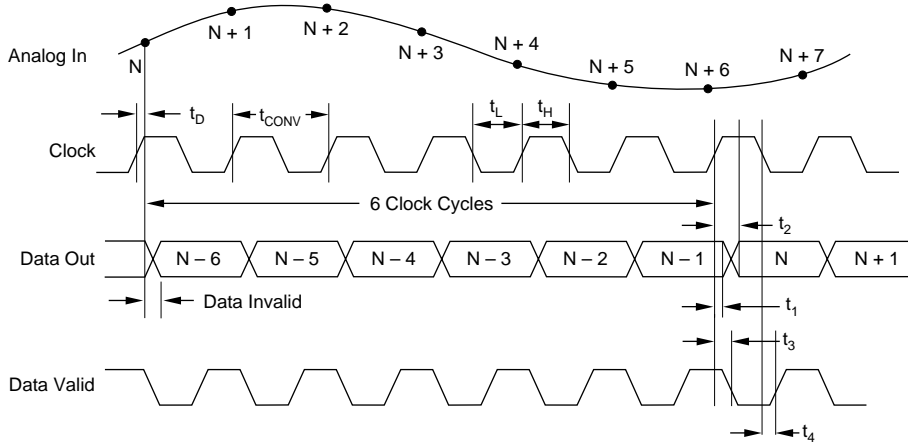 N + 1
N + 2
N + 3
N + 4
N + 5
N + 6
N + 7
Analog In
N
tD
tCONV
tL
tH
Clock
6 Clock Cycles
t2
Data Out
N – 6
N – 5
N – 4
N – 3
N – 2
N – 1
N
N + 1
Data Invalid
t1
t3
Data Valid
t4